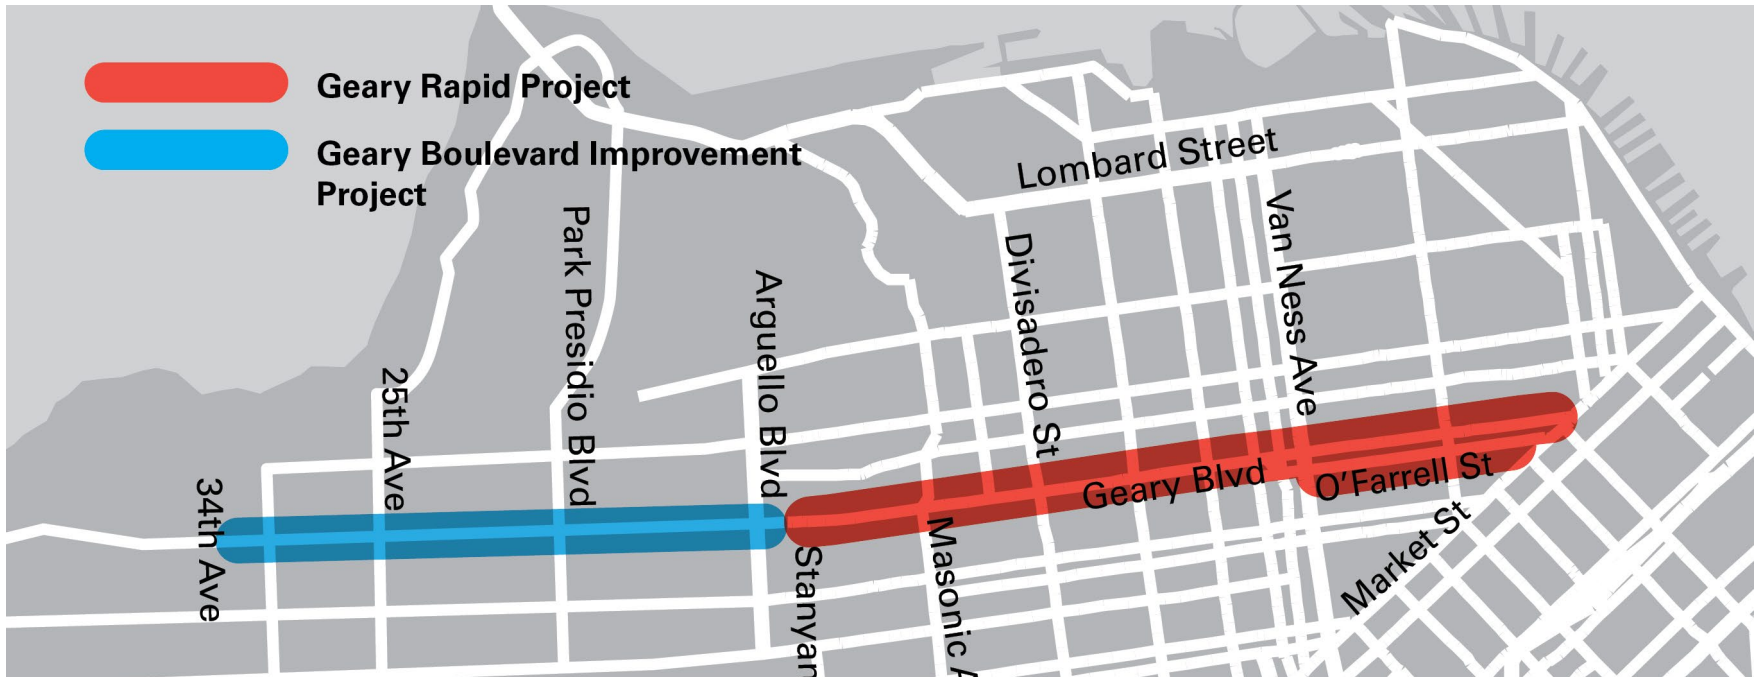 Geary Rapid Project
Geary Boulevard Improvement
Project
Lombard Street
Park Presidio Blvd
Van Ness Ave
Divisadero St
Arguello Blvd
25th Ave
34th Ave
Geary Blvd
O'Farrell St
Market St
Masonic A
Stanyan